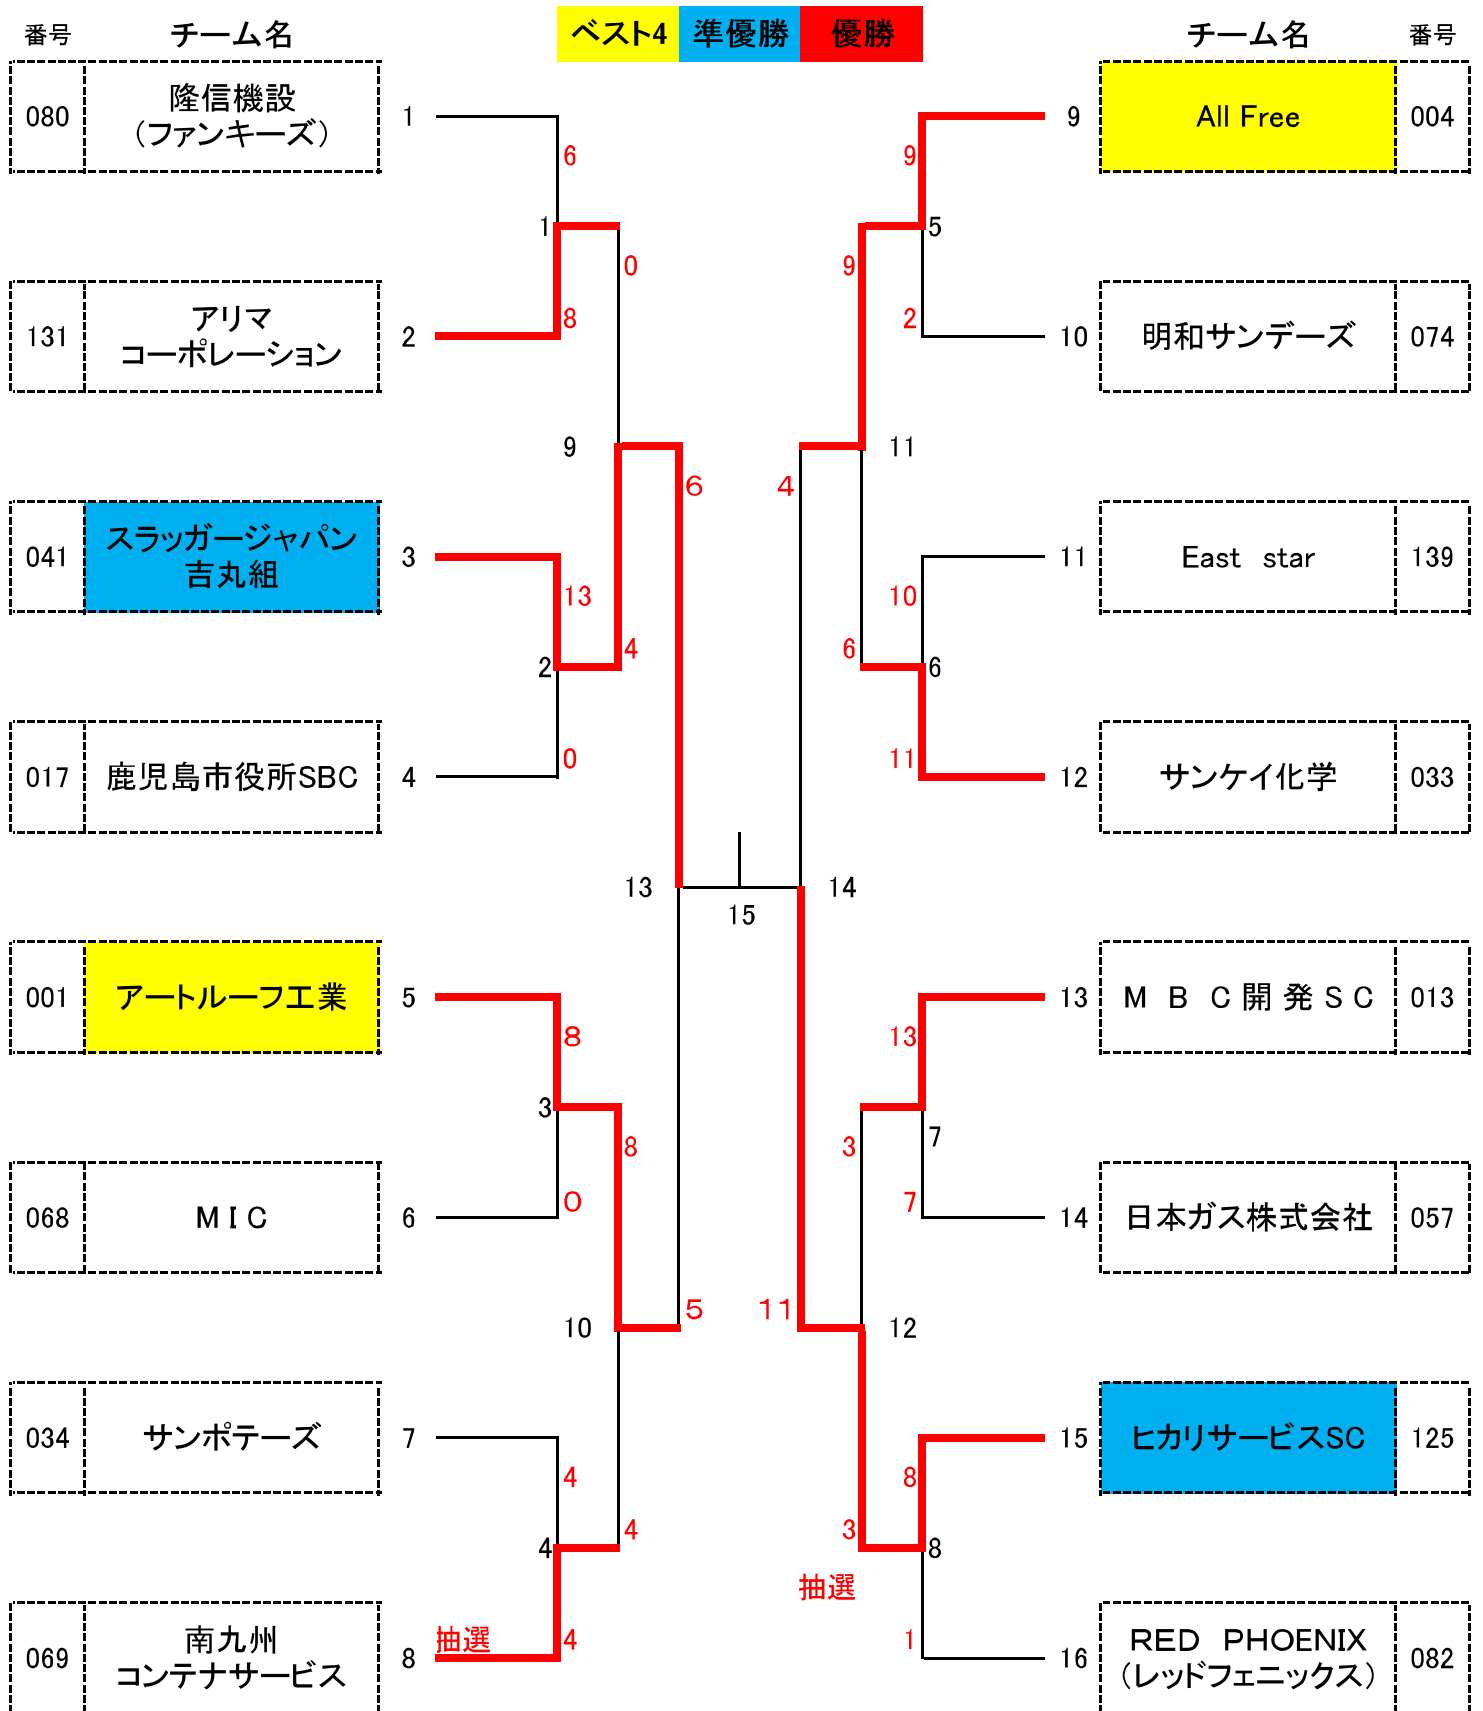 番号 チーム名 ベスト4 準優勝 優勝 チーム名 番号
080 隆信機設
（ファンキーズ） 1 9 All Free 004
6 9
1 5
0 9
8 2
131 アリマ
コーポレーション 2 10 明和サンデーズ 074
9 11
6 4
041 スラッガージャパン
吉丸組 3 11 East star 139
13 10
4 6
2 6
0 11
017 鹿児島市役所SBC 4 12 サンケイ化学 033
13 14
15
001 アートルーフ工業 5 13 ＭＢＣ開発ＳＣ 013
8 13
3 7
8 3
0 7
068 ＭＩＣ 6 14 日本ガス株式会社 057
5 11
10 12
034 サンポテーズ 7 15 ヒカリサービスSC 125
4 8
4 3
4 8
抽選
抽選 4 1
069 南九州
コンテナサービス 8 16 RED PHOENIX
（レッドフェニックス） 082